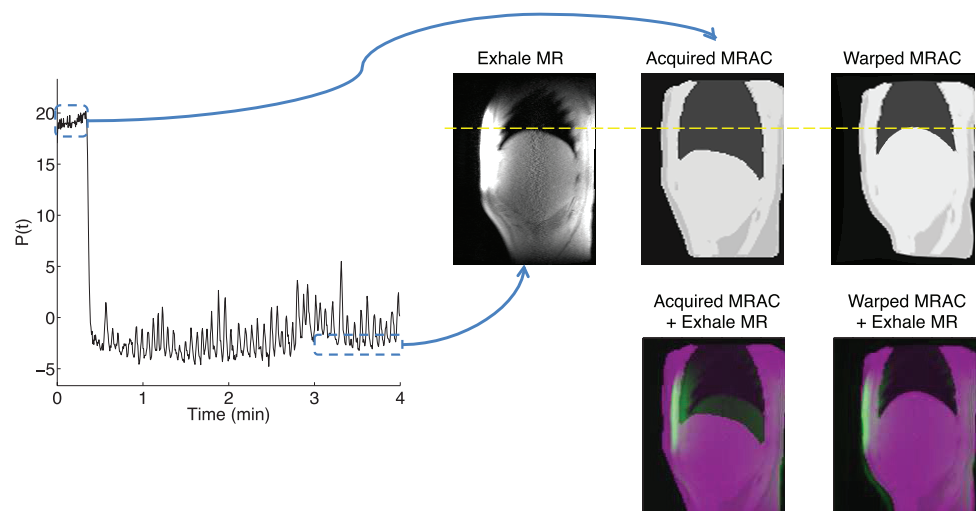 Exhale MR
Acquired MRAC
Warped MRAC
20
15
10
5
0
−5
P(t)
0
1
2
3
4
Time (min)
Acquired MRAC
+ Exhale MR
Warped MRAC
+ Exhale MR